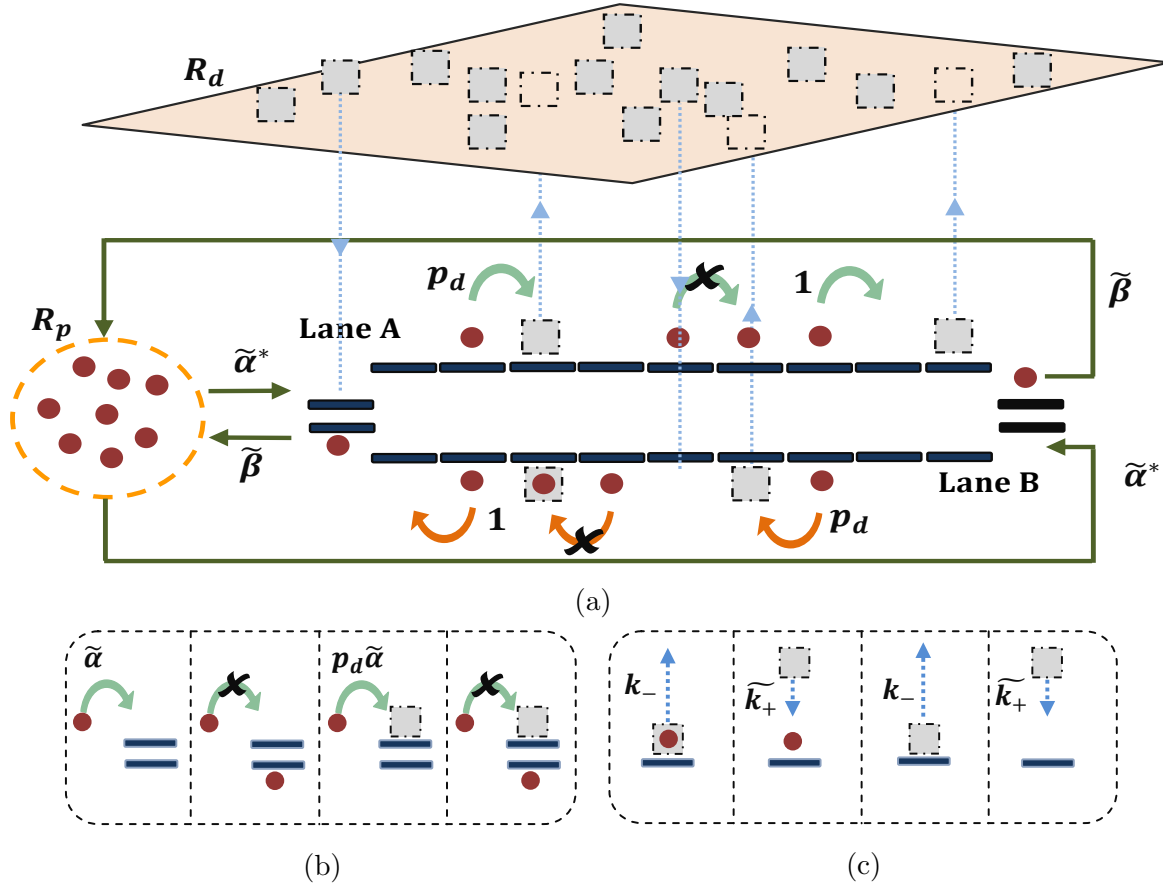 R_d
p_d
1
β̃
R_p
Lane A
α̃*
β̃
Lane B
α̃*
1
p_d
(a)
α̃
p_dα̃
k_-
k̃_+
k_-
k̃_+
(b)
(c)